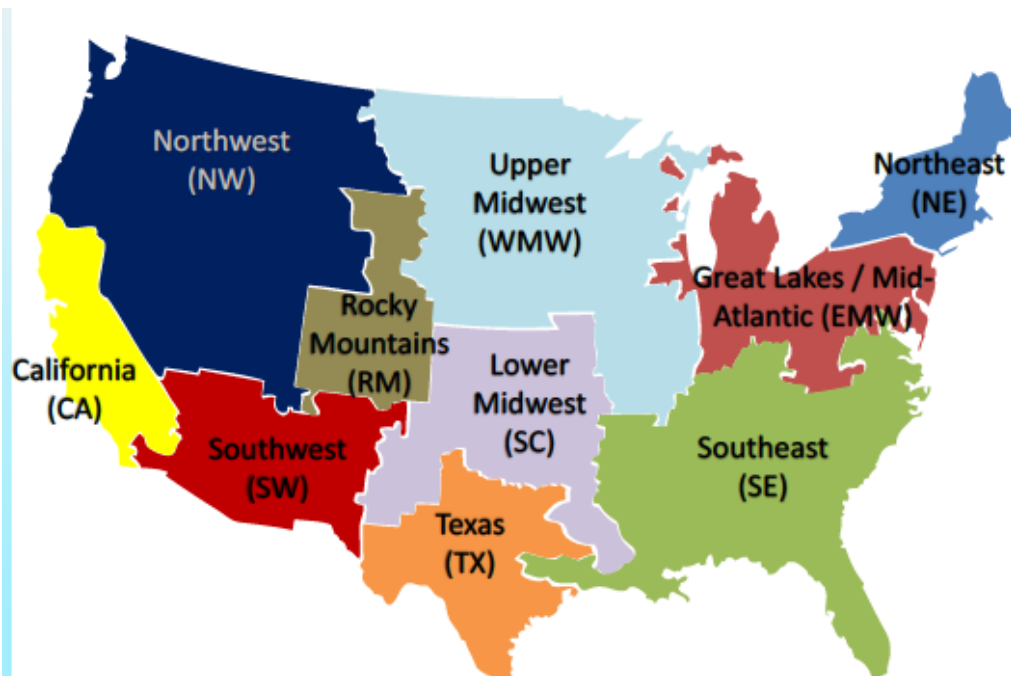 Northwest
(NW)
Upper
Midwest
(WMW)
Northeast
(NE)
Great Lakes / Mid-
Atlantic (EMW)
Rocky
Mountains
(RM)
California
(CA)
Lower
Midwest
(SC)
Southwest
(SW)
Southeast
(SE)
Texas
(TX)